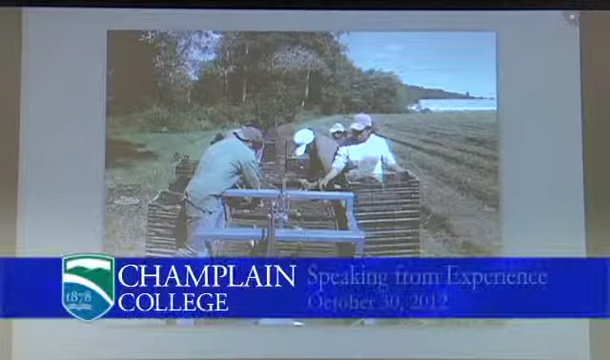 1878
CHAMPLAIN
COLLEGE
Speaking from Experience
October 30, 2012